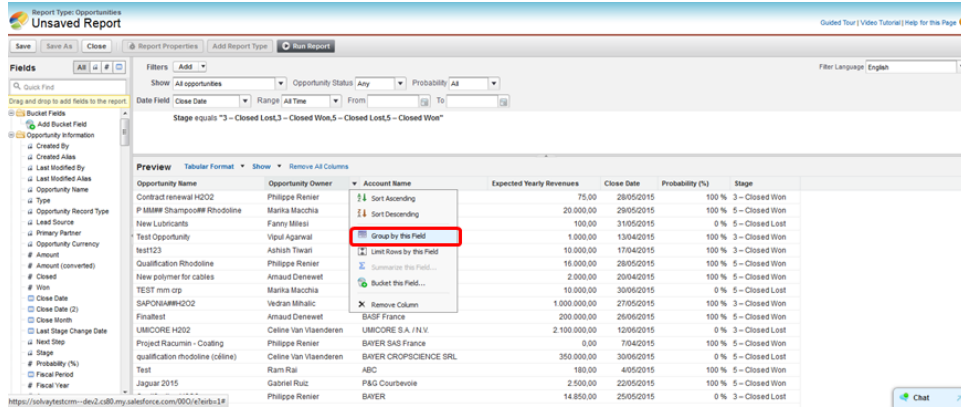 Report Type: Opportunities
Unsaved Report
Guided Tour | Video Tutorial | Help for this Page
Save Save As Close Report Properties Add Report Type Run Report
Fields All a # Filters Add Filter Language English
Quick Find Show All opportunities Opportunity Status Any Probability All
Drag and drop to add fields to the report. Date Field Close Date Range All Time From To
Bucket Fields
Add Bucket Field
Stage equals "3 – Closed Lost,3 – Closed Won,5 – Closed Lost,5 – Closed Won"
Opportunity Information
a Created By
a Created Alias
a Last Modified By
a Last Modified Alias
a Opportunity Name
a Type
a Opportunity Record Type
a Lead Source
a Primary Partner
a Opportunity Currency
# Amount
# Amount (converted)
# Closed
# Won
Close Date
Close Date (2)
Close Month
Last Stage Change Date
a Next Step
a Stage
# Probability (%)
Fiscal Period
# Fiscal Year
Preview Tabular Format Show Remove All Columns
Opportunity Name Opportunity Owner Account Name Expected Yearly Revenues Close Date Probability (%) Stage
Contract renewal H2O2 Philippe Renier 75,00 28/05/2015 100 % 3 – Closed Won
P MM## Shampoo## Rhodoline Marika Macchia 20.000,00 29/05/2015 100 % 5 – Closed Won
New Lubricants Fanny Milesi 100,00 31/05/2015 0 % 5 – Closed Lost
Test Opportunity Vipul Agarwal 1.000,00 13/04/2015 100 % 3 – Closed Won
test123 Ashish Tiwari 10.000,00 17/04/2015 100 % 3 – Closed Won
Qualification Rhodoline Philippe Renier 16.000,00 28/05/2015 100 % 5 – Closed Won
New polymer for cables Arnaud Denewet 2.000,00 20/04/2015 100 % 5 – Closed Won
TEST mm crp Marika Macchia 10.000,00 30/06/2015 0 % 3 – Closed Lost
SAPONIA##H2O2 Vedran Mihalic 1.000.000,00 27/05/2015 100 % 3 – Closed Won
Finaltest Arnaud Denewet BASF France 200.000,00 26/06/2015 100 % 5 – Closed Won
UMICORE H2O2 Celine Van Vlaenderen UMICORE S.A. / N.V. 2.100.000,00 12/06/2015 0 % 3 – Closed Lost
Project Racumin - Coating Philippe Renier BAYER SAS France 0,00 7/04/2015 100 % 5 – Closed Won
qualification rhodoline (céline) Celine Van Vlaenderen BAYER CROPSCIENCE SRL 350.000,00 30/06/2015 0 % 5 – Closed Lost
Test Ram Rai ABC 180,00 4/05/2015 100 % 5 – Closed Won
Jaguar 2015 Gabriel Ruiz P&G Courbevoie 2.500,00 22/05/2015 100 % 5 – Closed Won
Philippe Renier BAYER 14.850,00 25/05/2015 0 % 5 – Closed Lost
Sort Ascending
Sort Descending
Group by this Field
Limit Rows by this Field
Summarize this Field...
Bucket this Field...
Remove Column
https://solvaytestcrm--dev2.cs80.my.salesforce.com/00O/e?eirb=1#
Chat